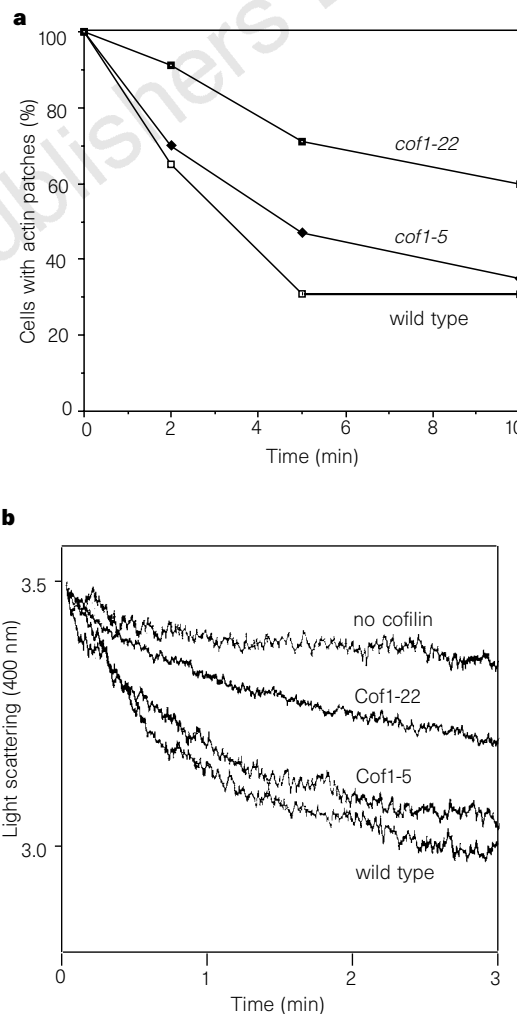 a
100
80
60
40
20
0
Cells with actin patches (%)
cof1-22
cof1-5
wild type
0 2 4 6 8 10
Time (min)
b
3.5
3.0
Light scattering (400 nm)
no cofilin
Cof1-22
Cof1-5
wild type
0 1 2 3
Time (min)